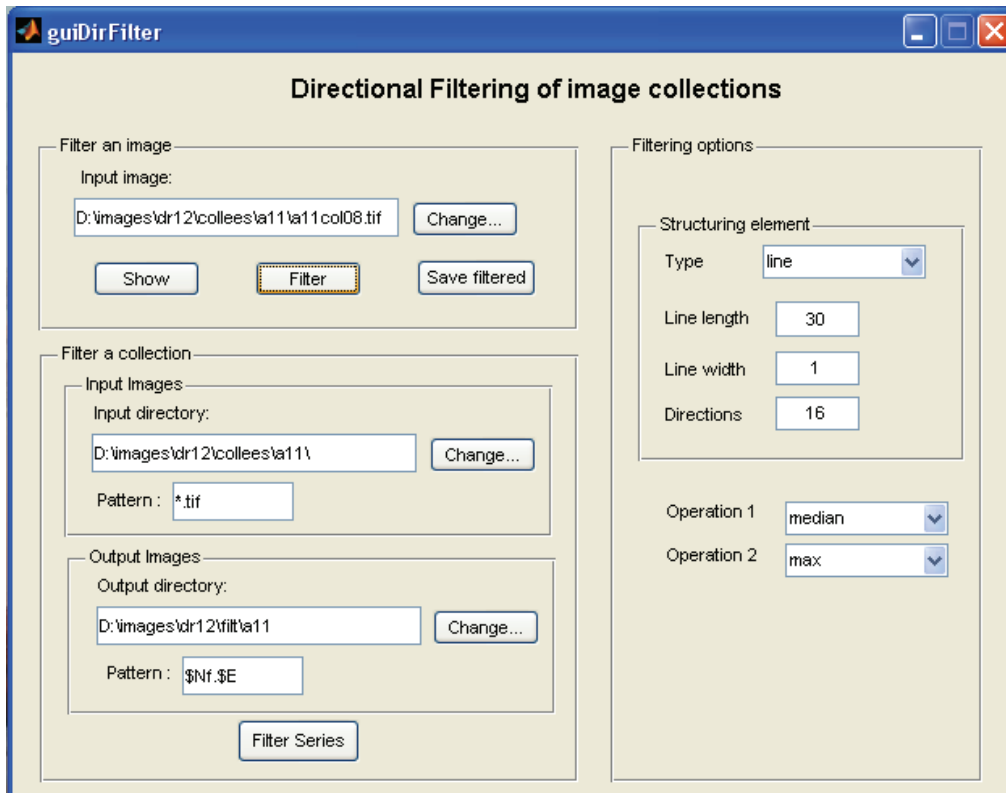 guiDirFilter
Directional Filtering of image collections
Filter an image
Input image:
D:\images\dr12\collees\a11\a11col08.tif
Change...
Show
Filter
Save filtered
Filter a collection
Input Images
Input directory:
D:\images\dr12\collees\a11\
Change...
Pattern :
*.tif
Output Images
Output directory:
D:\images\dr12\filt\a11
Change...
Pattern :
$Nf.$E
Filter Series
Filtering options
Structuring element
Type
line
Line length
30
Line width
1
Directions
16
Operation 1
median
Operation 2
max